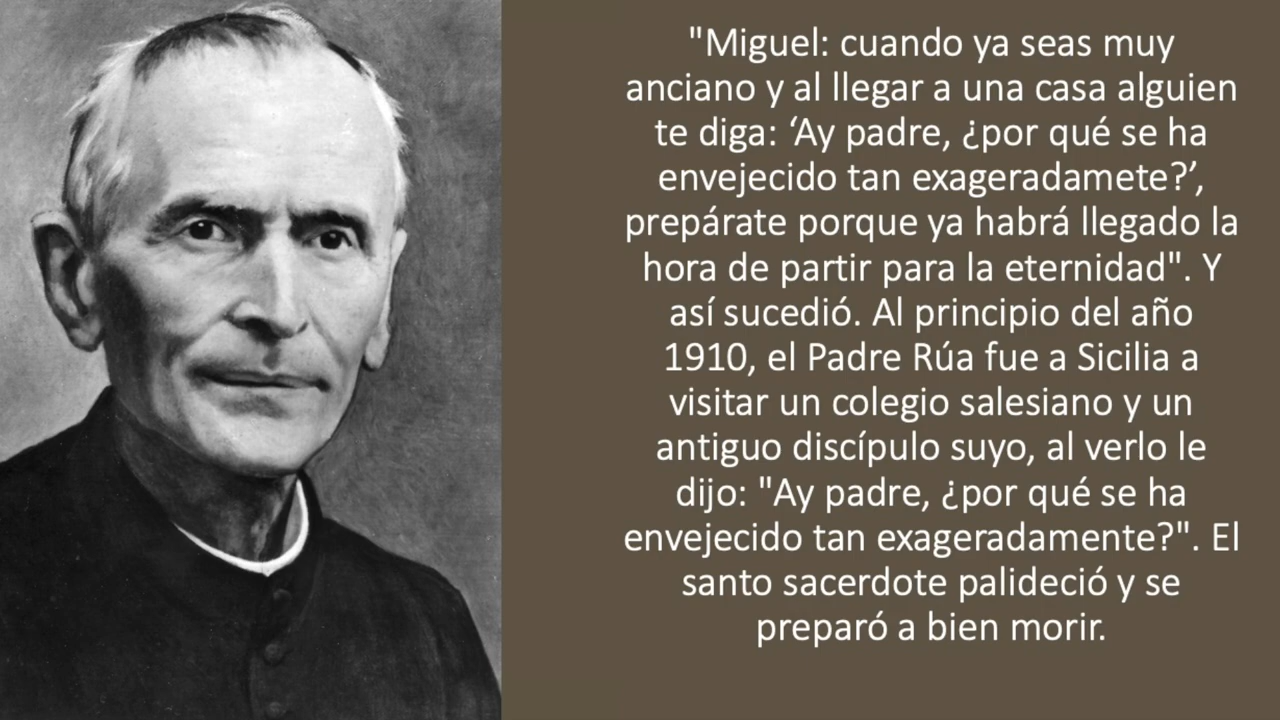 "Miguel: cuando ya seas muy
anciano y al llegar a una casa alguien
te diga: ‘Ay padre, ¿por qué se ha
envejecido tan exageradamete?’,
prepárate porque ya habrá llegado la
hora de partir para la eternidad". Y
así sucedió. Al principio del año
1910, el Padre Rúa fue a Sicilia a
visitar un colegio salesiano y un
antiguo discípulo suyo, al verlo le
dijo: "Ay padre, ¿por qué se ha
envejecido tan exageradamente?". El
santo sacerdote palideció y se
preparó a bien morir.